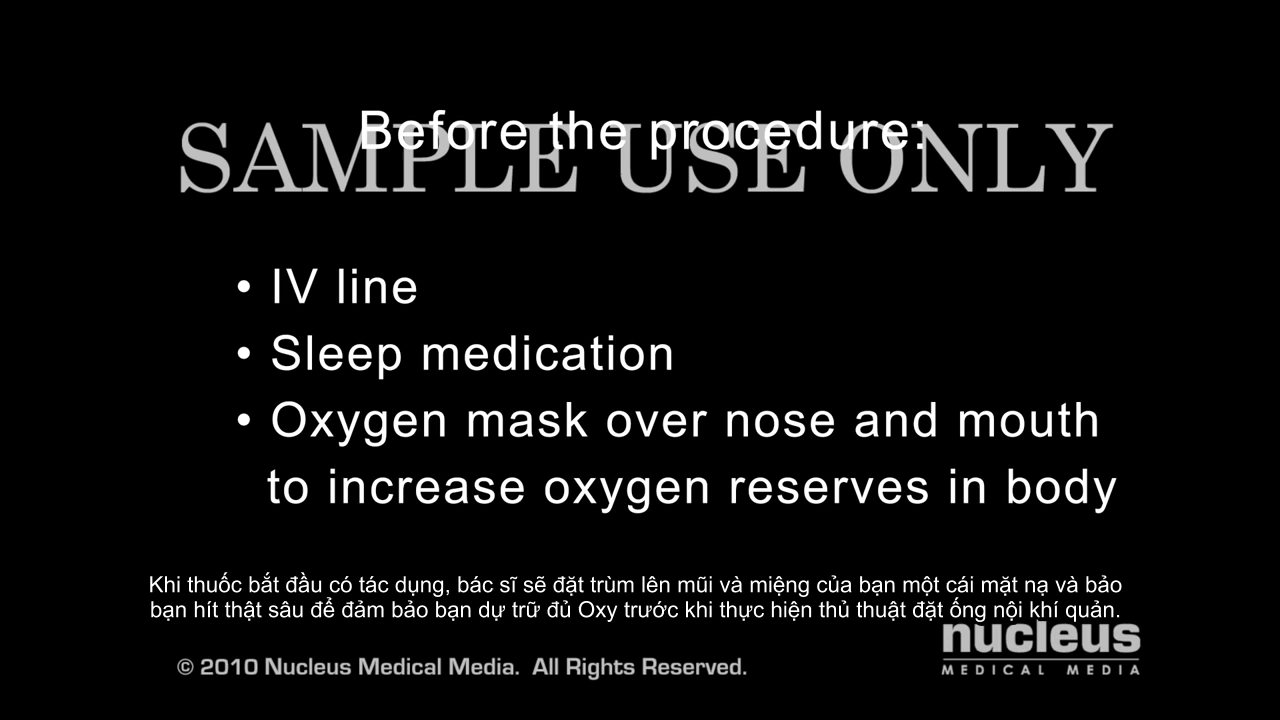 Before the procedure:
SAMPLE USE ONLY
• IV line
• Sleep medication
• Oxygen mask over nose and mouth
to increase oxygen reserves in body
Khi thuốc bắt đầu có tác dụng, bác sĩ sẽ đặt trùm lên mũi và miệng của bạn một cái mặt nạ và bảo
bạn hít thật sâu để đảm bảo bạn dự trữ đủ Oxy trước khi thực hiện thủ thuật đặt ống nội khí quản.
nucleus
MEDICAL MEDIA
© 2010 Nucleus Medical Media. All Rights Reserved.